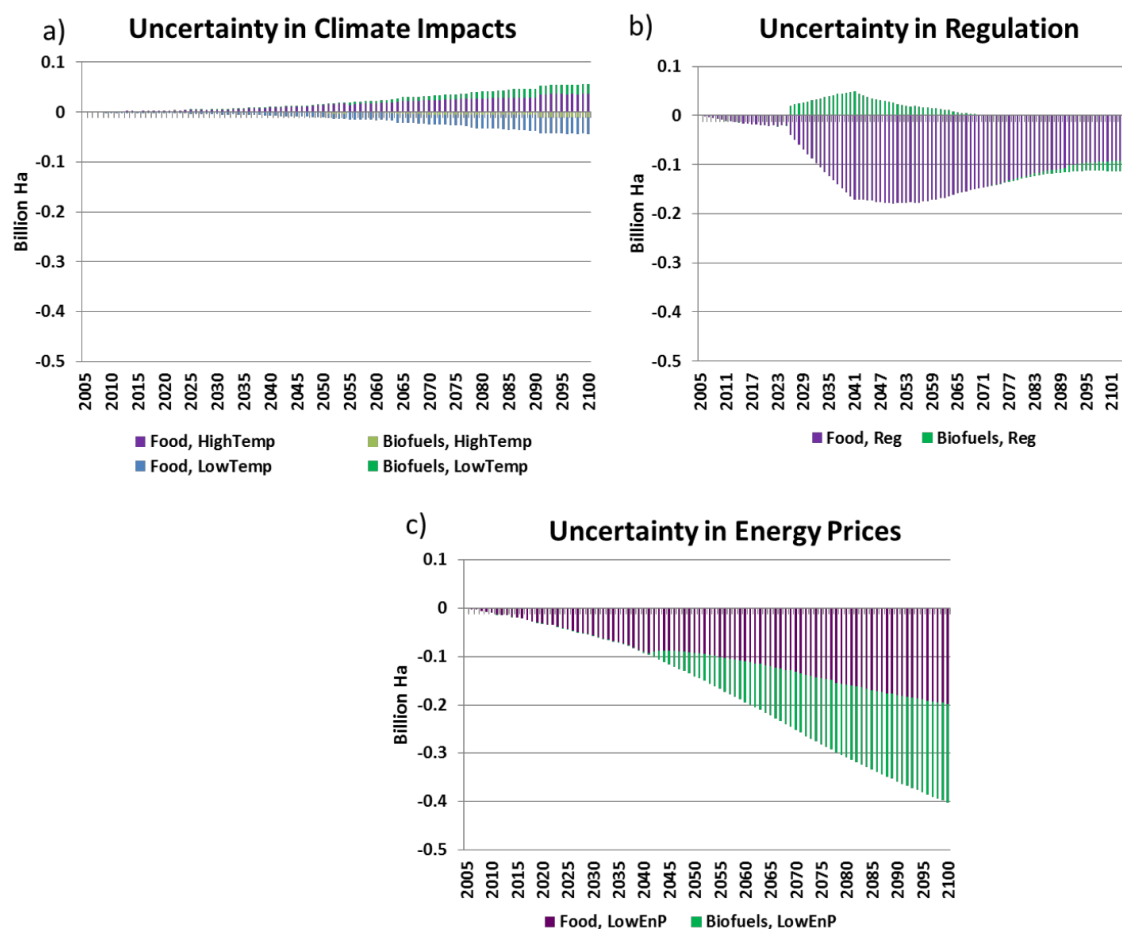 a)
Uncertainty in Climate Impacts
Billion Ha
0.1
0
-0.1
-0.2
-0.3
-0.4
-0.5
2005 2010 2015 2020 2025 2030 2035 2040 2045 2050 2055 2060 2065 2070 2075 2080 2085 2090 2095 2100
Food, HighTemp Biofuels, HighTemp
Food, LowTemp Biofuels, LowTemp
b)
Uncertainty in Regulation
Billion Ha
0.1
0
-0.1
-0.2
-0.3
-0.4
-0.5
2005 2011 2017 2023 2029 2035 2041 2047 2053 2059 2065 2071 2077 2083 2089 2095 2101
Food, Reg Biofuels, Reg
c)
Uncertainty in Energy Prices
Billion Ha
0.1
0
-0.1
-0.2
-0.3
-0.4
-0.5
2005 2010 2015 2020 2025 2030 2035 2040 2045 2050 2055 2060 2065 2070 2075 2080 2085 2090 2095 2100
Food, LowEnP Biofuels, LowEnP